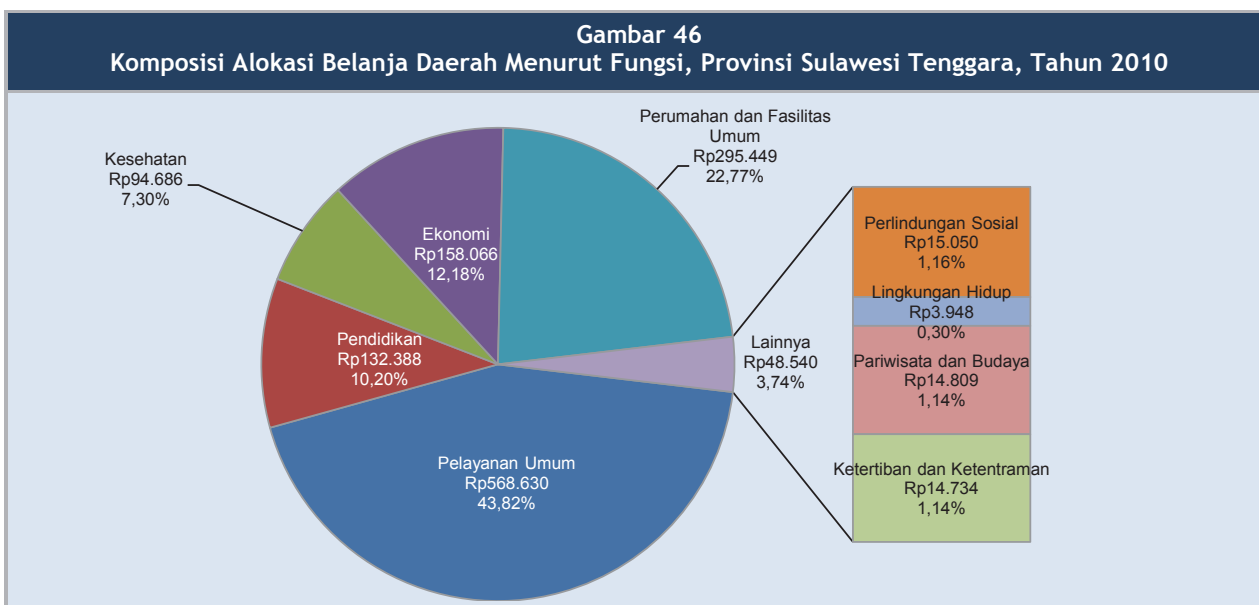 Gambar 46
Komposisi Alokasi Belanja Daerah Menurut Fungsi, Provinsi Sulawesi Tenggara, Tahun 2010
Perumahan dan Fasilitas
Umum
Rp295.449
22,77%
Kesehatan
Rp94.686
7,30%
Ekonomi
Rp158.066
12,18%
Pendidikan
Rp132.388
10,20%
Lainnya
Rp48.540
3,74%
Pelayanan Umum
Rp568.630
43,82%
Perlindungan Sosial
Rp15.050
1,16%
Lingkungan Hidup
Rp3.948
0,30%
Pariwisata dan Budaya
Rp14.809
1,14%
Ketertiban dan Ketentraman
Rp14.734
1,14%